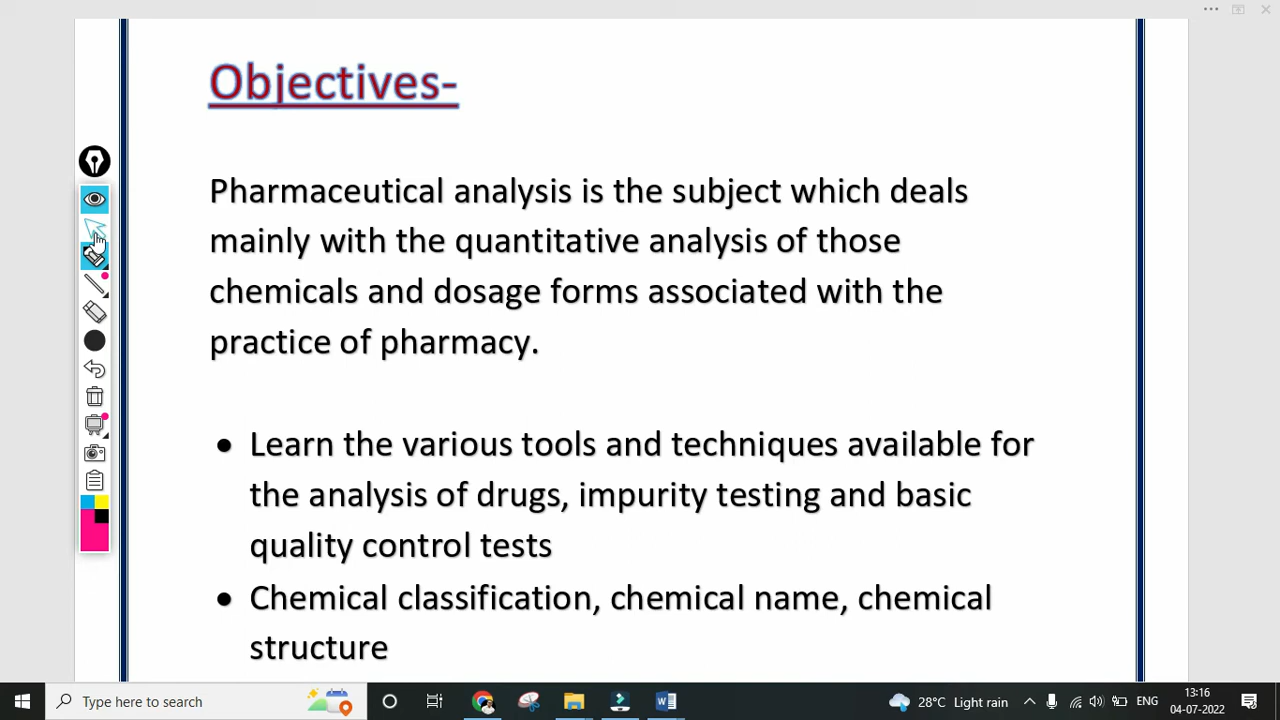 Objectives-
Pharmaceutical analysis is the subject which deals
mainly with the quantitative analysis of those
chemicals and dosage forms associated with the
practice of pharmacy.
• Learn the various tools and techniques available for
the analysis of drugs, impurity testing and basic
quality control tests
• Chemical classification, chemical name, chemical
structure
Type here to search
28°C Light rain
ENG
13:16
04-07-2022